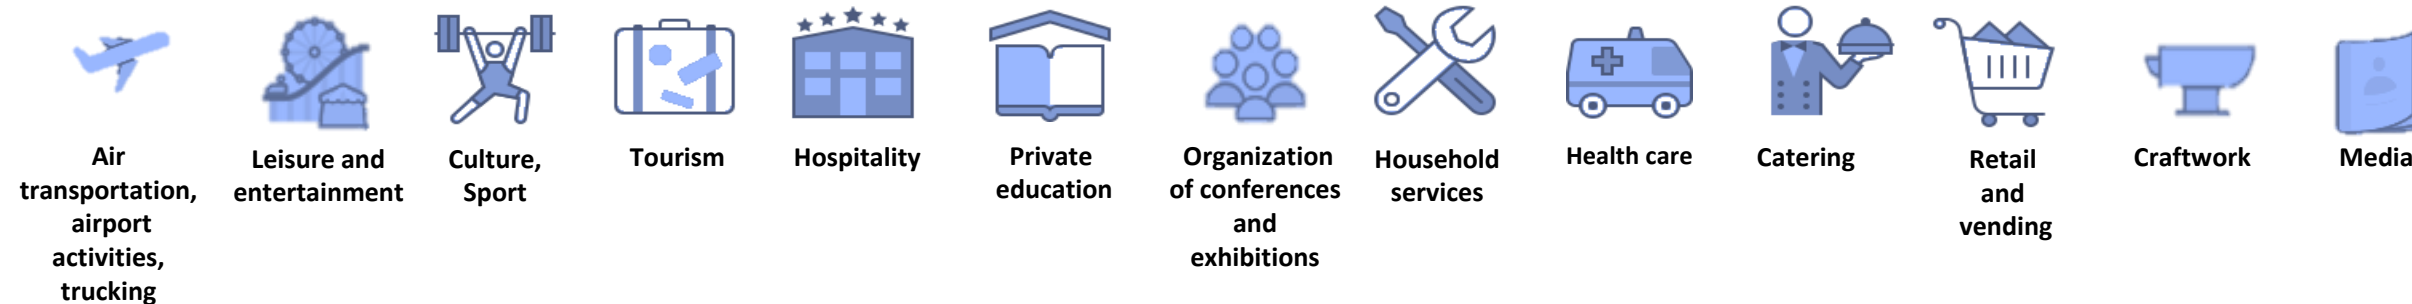 Air
transportation,
airport
activities,
trucking
Leisure and
entertainment
Culture,
Sport
Tourism
Hospitality
Private
education
Organization
of conferences
and
exhibitions
Household
services
Health care
Catering
Retail
and
vending
Craftwork
Media